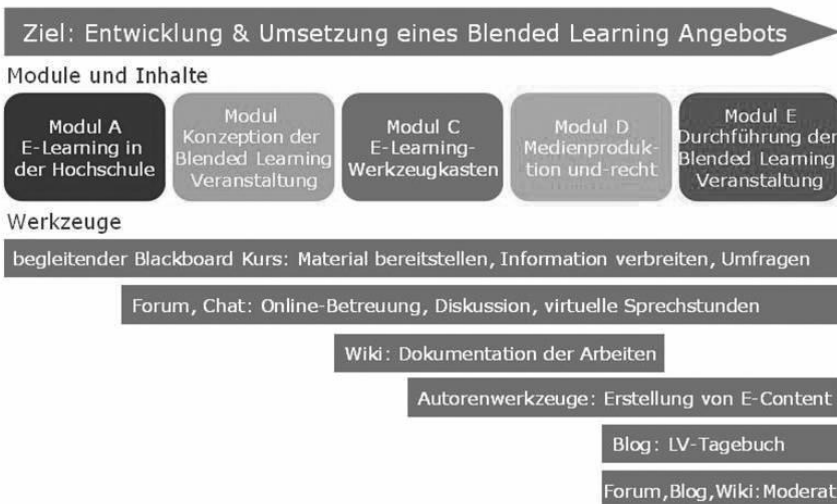 Ziel: Entwicklung & Umsetzung eines Blended Learning Angebots
Module und Inhalte
Modul A
E-Learning in
der Hochschule
Modul
Konzeption der
Blended Learning
Veranstaltung
Modul C
E-Learning-
Werkzeugkasten
Modul D
Medienproduk-
tion und-recht
Modul E
Durchführung der
Blended Learning
Veranstaltung
Werkzeuge
begleitender Blackboard Kurs: Material bereitstellen, Information verbreiten, Umfragen
Forum, Chat: Online-Betreuung, Diskussion, virtuelle Sprechstunden
Wiki: Dokumentation der Arbeiten
Autorenwerkzeuge: Erstellung von E-Content
Blog: LV-Tagebuch
Forum,Blog,Wiki:Moderat